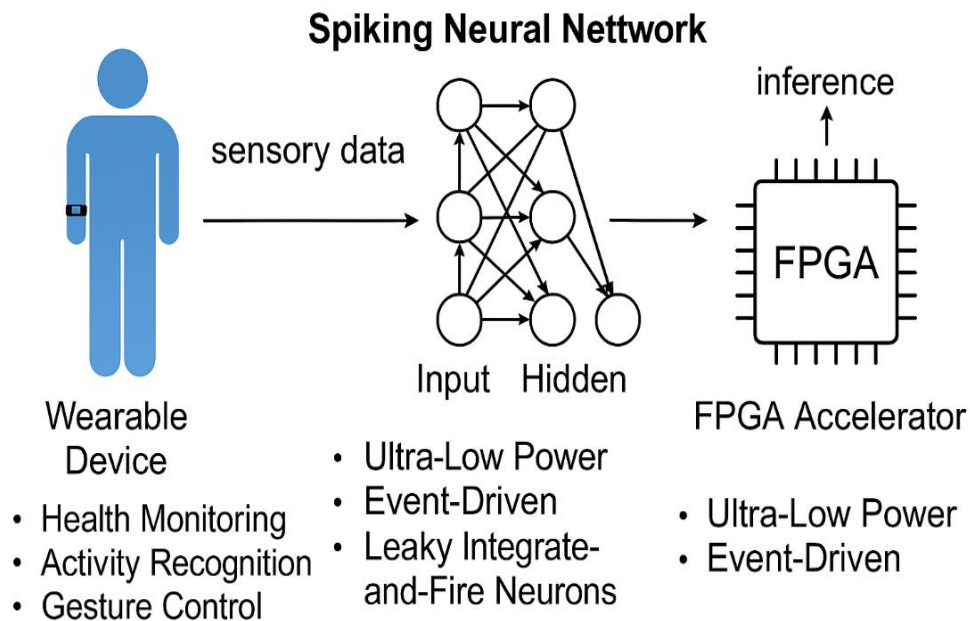 Spiking Neural Nettwork
sensory data
inference
FPGA
Input Hidden
Wearable
Device
• Health Monitoring
• Activity Recognition
• Gesture Control
• Ultra-Low Power
• Event-Driven
• Leaky Integrate-
and-Fire Neurons
FPGA Accelerator
• Ultra-Low Power
• Event-Driven